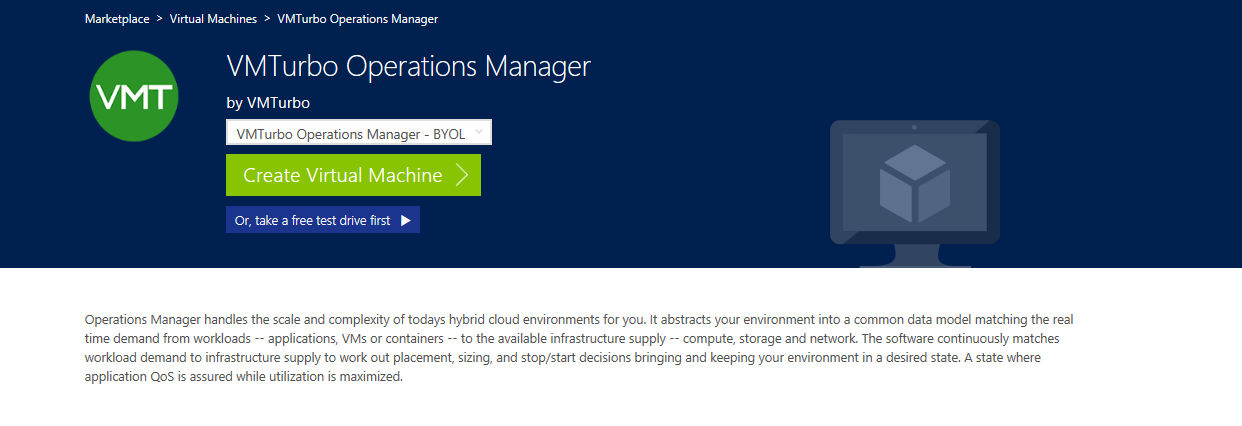 Marketplace > Virtual Machines > VMTurbo Operations Manager
VMT
VMTurbo Operations Manager
by VMTurbo
VMTurbo Operations Manager - BYOL
Create Virtual Machine
Or, take a free test drive first
Operations Manager handles the scale and complexity of todays hybrid cloud environments for you. It abstracts your environment into a common data model matching the real
time demand from workloads -- applications, VMs or containers -- to the available infrastructure supply -- compute, storage and network. The software continuously matches
workload demand to infrastructure supply to work out placement, sizing, and stop/start decisions bringing and keeping your environment in a desired state. A state where
application QoS is assured while utilization is maximized.